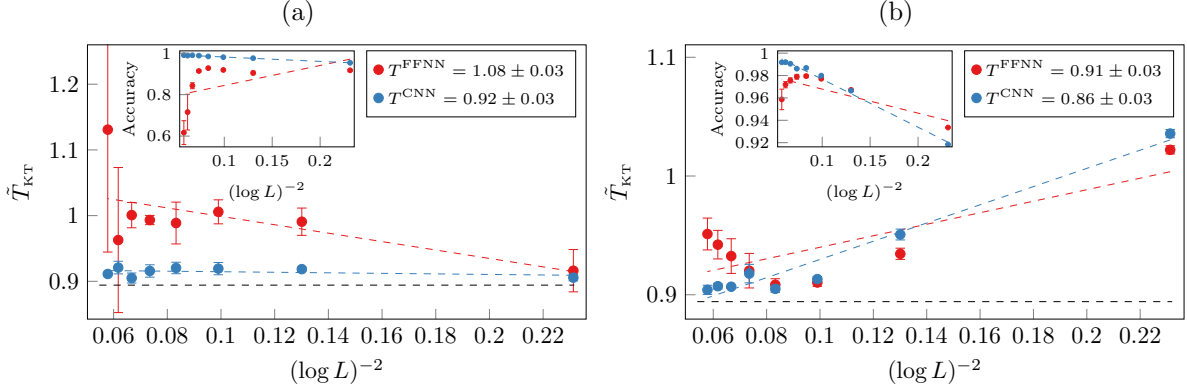 (a)
1.2
1.1
1
0.9
T̃_KT
0.06 0.08 0.1 0.12 0.14 0.16 0.18 0.2 0.22
(log L)⁻²
1
0.8
0.6
Accuracy
0.1 0.2
(log L)⁻²
T^FFNN = 1.08 ± 0.03
T^CNN = 0.92 ± 0.03
(b)
1.10
1
0.9
T̃_KT
0.06 0.08 0.1 0.12 0.14 0.16 0.18 0.2 0.22
(log L)⁻²
1
0.98
0.96
0.94
0.92
Accuracy
0.1 0.2
(log L)⁻²
T^FFNN = 0.91 ± 0.03
T^CNN = 0.86 ± 0.03